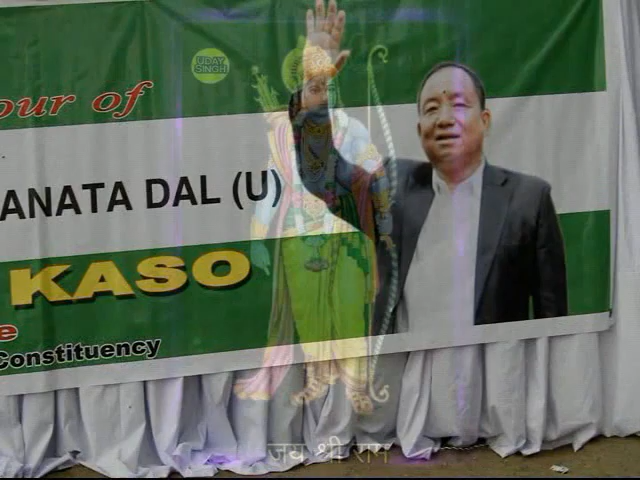 UDAY
SINGH
our of
ANATA DAL (U)
KASO
e
Constituency
जय श्री राम